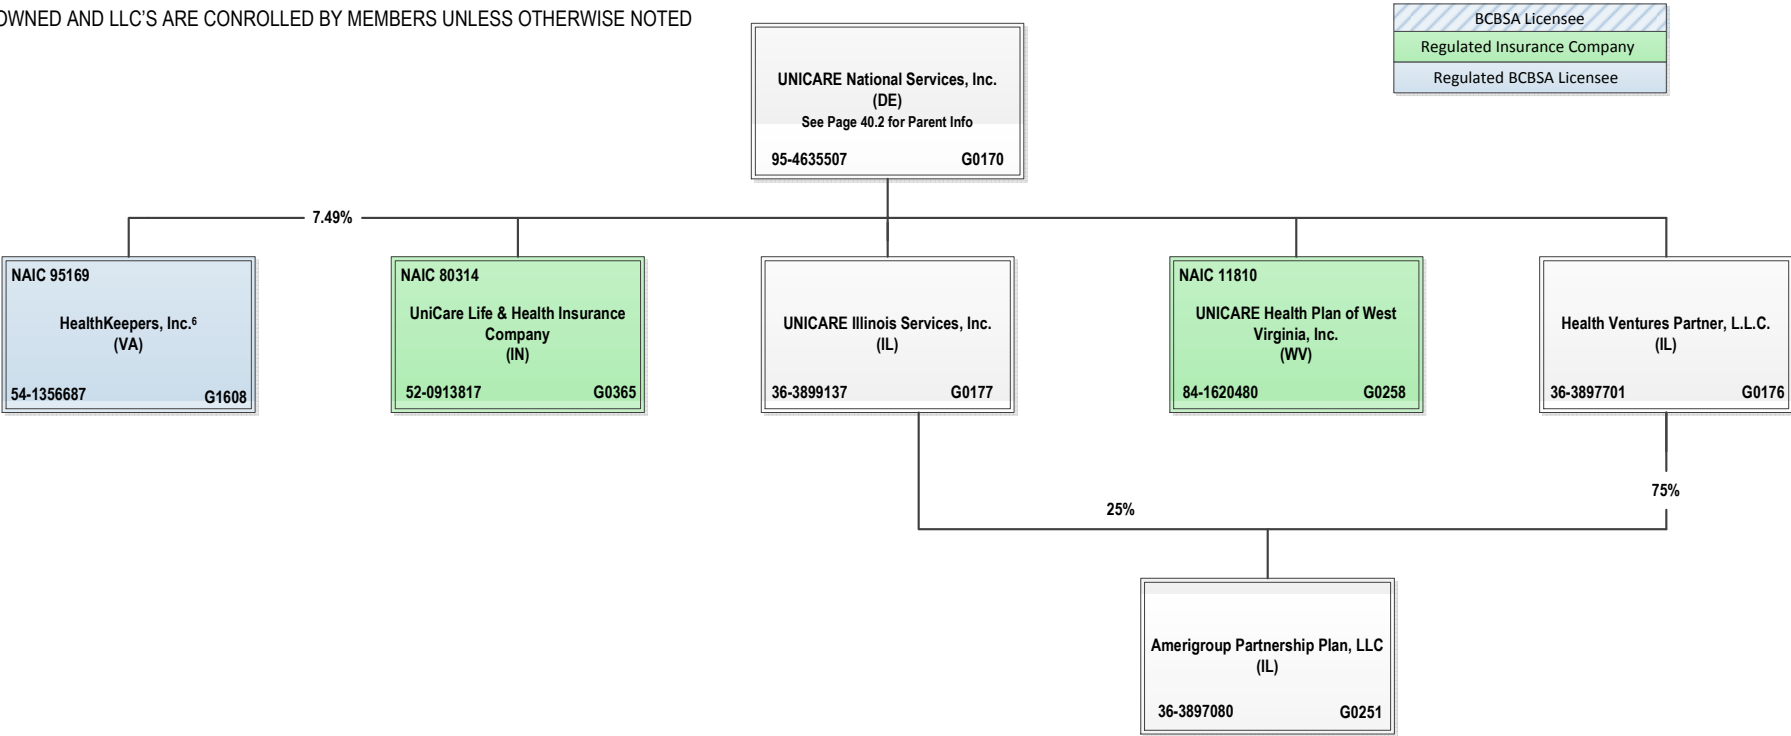 OWNED AND LLC'S ARE CONROLLED BY MEMBERS UNLESS OTHERWISE NOTED
BCBSA Licensee
Regulated Insurance Company
Regulated BCBSA Licensee
UNICARE National Services, Inc.
(DE)
See Page 40.2 for Parent Info
95-4635507 G0170
7.49%
NAIC 95169
HealthKeepers, Inc.⁶
(VA)
54-1356687 G1608
NAIC 80314
UniCare Life & Health Insurance
Company
(IN)
52-0913817 G0365
UNICARE Illinois Services, Inc.
(IL)
36-3899137 G0177
NAIC 11810
UNICARE Health Plan of West
Virginia, Inc.
(WV)
84-1620480 G0258
Health Ventures Partner, L.L.C.
(IL)
36-3897701 G0176
25%
75%
Amerigroup Partnership Plan, LLC
(IL)
36-3897080 G0251